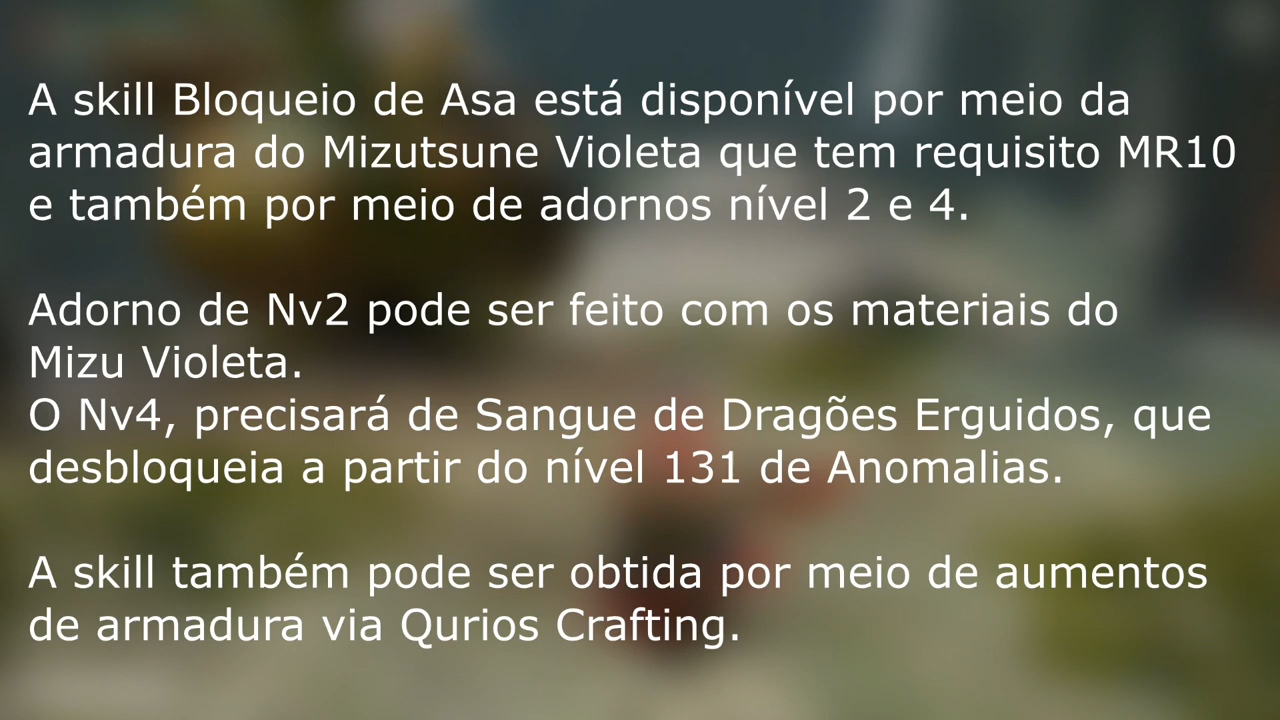 A skill Bloqueio de Asa está disponível por meio da
armadura do Mizutsune Violeta que tem requisito MR10
e também por meio de adornos nível 2 e 4.
Adorno de Nv2 pode ser feito com os materiais do
Mizu Violeta.
O Nv4, precisará de Sangue de Dragões Erguidos, que
desbloqueia a partir do nível 131 de Anomalias.
A skill também pode ser obtida por meio de aumentos
de armadura via Qurios Crafting.